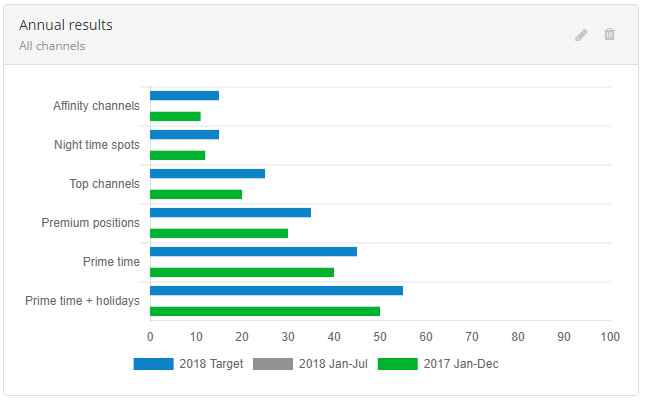 Annual results
All channels
Affinity channels
Night time spots
Top channels
Premium positions
Prime time
Prime time + holidays
0 10 20 30 40 50 60 70 80 90 100
2018 Target 2018 Jan-Jul 2017 Jan-Dec